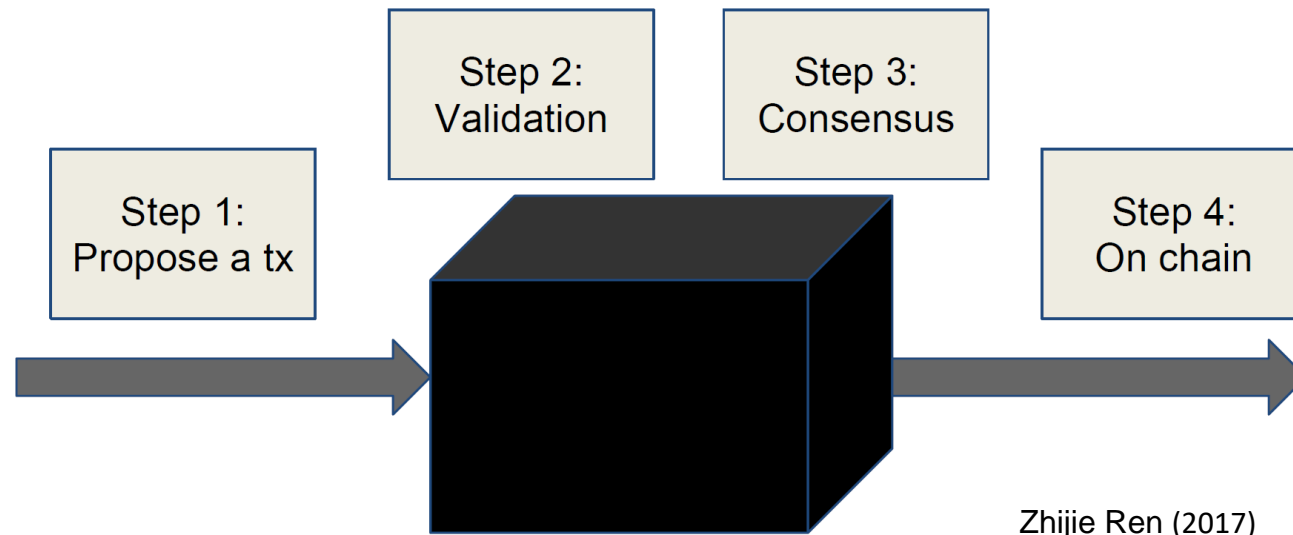 Step 1:
Propose a tx
Step 2:
Validation
Step 3:
Consensus
Step 4:
On chain
Zhijie Ren (2017)